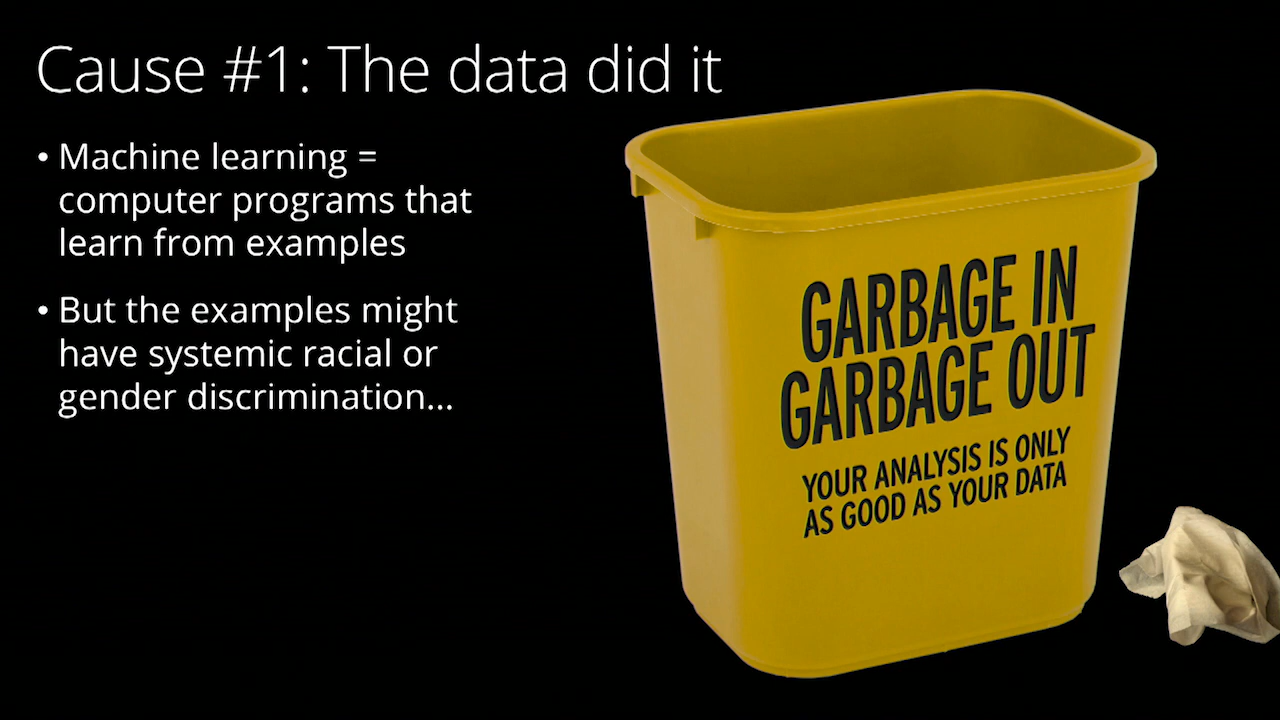 Cause #1: The data did it
• Machine learning =
computer programs that
learn from examples
• But the examples might
have systemic racial or
gender discrimination...
GARBAGE IN
GARBAGE OUT
YOUR ANALYSIS IS ONLY
AS GOOD AS YOUR DATA